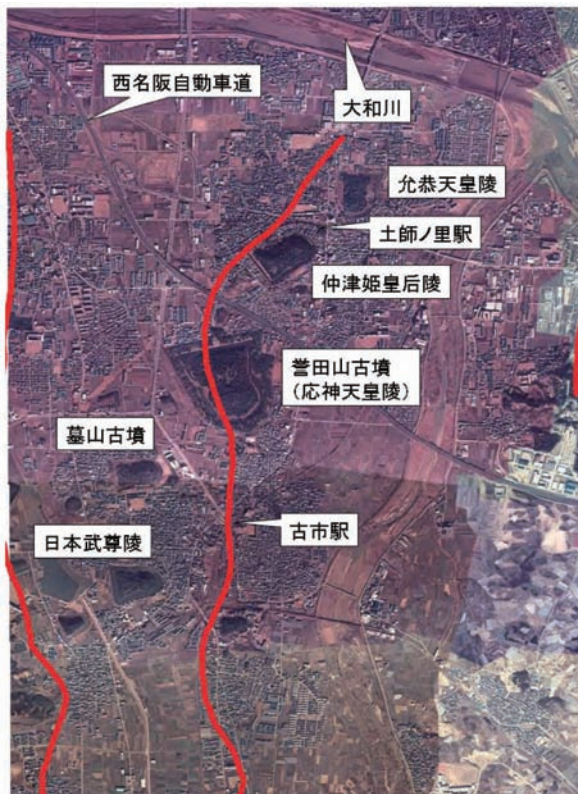 西名阪自動車道
大和川
允恭天皇陵
土師ノ里駅
仲津姫皇后陵
誉田山古墳
（応神天皇陵）
墓山古墳
古市駅
日本武尊陵